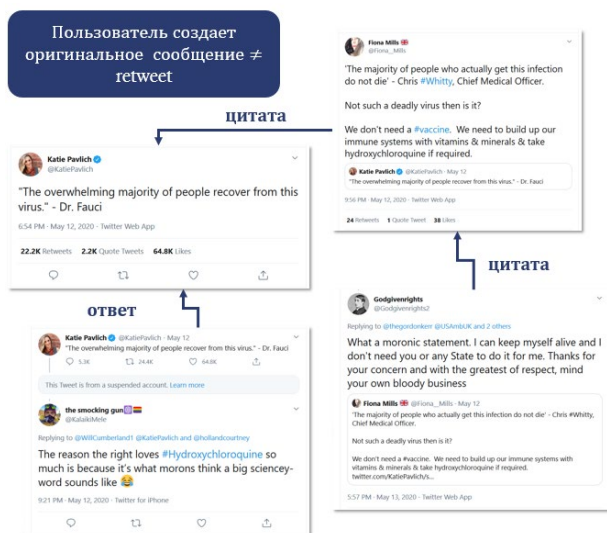 Пользователь создает
оригинальное сообщение ≠
retweet
цитата
Fiona Mills
@Fiona__Mills
'The majority of people who actually get this infection
do not die' - Chris #Whitty, Chief Medical Officer.
Not such a deadly virus then is it?
We don't need a #vaccine. We need to build up our
immune systems with vitamins & minerals & take
hydroxychloroquine if required.
Katie Pavlich @KatiePavlich · May 12
"The overwhelming majority of people recover from this virus." - Dr. Fauci
9:56 PM · May 12, 2020 · Twitter Web App
24 Retweets 1 Quote Tweet 38 Likes
Katie Pavlich
@KatiePavlich
"The overwhelming majority of people recover from this
virus." - Dr. Fauci
6:54 PM · May 12, 2020 · Twitter Web App
22.2K Retweets 2.2K Quote Tweets 64.8K Likes
цитата
ответ
Katie Pavlich @KatiePavlich · May 12
"The overwhelming majority of people recover from this virus." - Dr. Fauci
5.3K 24.4K 64.8K
This Tweet is from a suspended account. Learn more
the smocking gun
@KalaikiMele
Replying to @WillCumberland1 @KatiePavlich and @hollandcourtney
The reason the right loves #Hydroxychloroquine so
much is because it's what morons think a big sciencey-
word sounds like 😂
9:21 PM · May 12, 2020 · Twitter for iPhone
Godgivenrights
@Godgivenrights2
Replying to @thegordonkerr @USAmbUK and 2 others
What a moronic statement. I can keep myself alive and I
don't need you or any State to do it for me. Thanks for
your concern and with the greatest of respect, mind
your own bloody business
Fiona Mills @Fiona__Mills · May 12
'The majority of people who actually get this infection do not die' - Chris #Whitty,
Chief Medical Officer.
Not such a deadly virus then is it?
We don't need a #vaccine. We need to build up our immune systems with
vitamins & minerals & take hydroxychloroquine if required.
twitter.com/KatiePavlich/s...
5:57 PM · May 13, 2020 · Twitter Web App